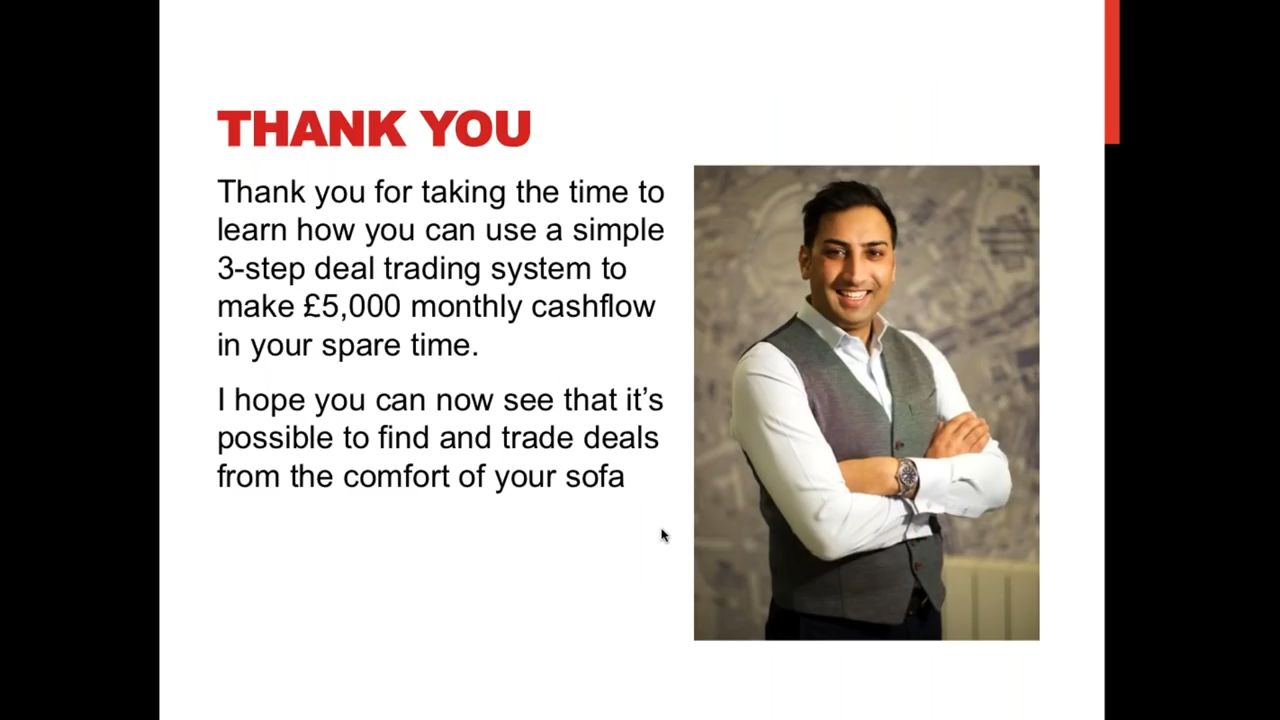 THANK YOU
Thank you for taking the time to
learn how you can use a simple
3-step deal trading system to
make £5,000 monthly cashflow
in your spare time.
I hope you can now see that it’s
possible to find and trade deals
from the comfort of your sofa